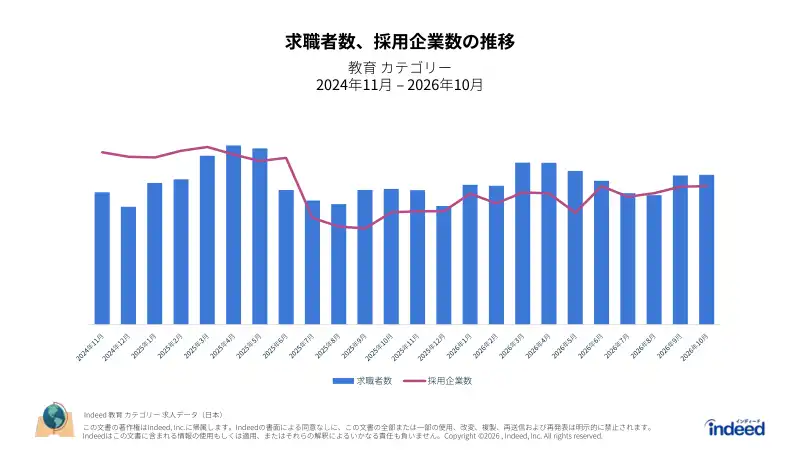 求職者数、採用企業数の推移
教育 カテゴリー
2024年11月 – 2026年10月
2024年11月
2024年12月
2025年1月
2025年2月
2025年3月
2025年4月
2025年5月
2025年6月
2025年7月
2025年8月
2025年9月
2025年10月
2025年11月
2025年12月
2026年1月
2026年2月
2026年3月
2026年4月
2026年5月
2026年6月
2026年7月
2026年8月
2026年9月
2026年10月
求職者数
採用企業数
Indeed 教育 カテゴリー 求人データ（日本）
この文書の著作権はIndeed, Inc.に帰属します。Indeedの書面による同意なしに、この文書の全部または一部の使用、改変、複製、再送信および再発表は明示的に禁止されます。
Indeedはこの文書に含まれる情報の使用もしくは適用、またはそれらの解釈によるいかなる責任も負いません。Copyright ©2026 , Indeed, Inc. All rights reserved.
インディード
indeed